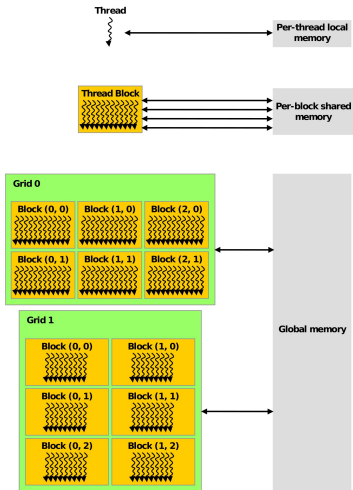 Thread
Per-thread local
memory
Thread Block
Per-block shared
memory
Grid 0
Block (0, 0) Block (1, 0) Block (2, 0)
Block (0, 1) Block (1, 1) Block (2, 1)
Grid 1
Global memory
Block (0, 0) Block (1, 0)
Block (0, 1) Block (1, 1)
Block (0, 2) Block (1, 2)